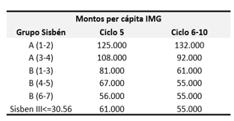 Montos per cápita IMG
Grupo Sisbén Ciclo 5 Ciclo 6-10
A (1-2) 125.000 132.000
A (3-4) 108.000 92.000
B (1-3) 81.000 61.000
B (4-5) 67.000 55.000
B (6-7) 56.000 55.000
Sisben III<=30.56 61.000 55.000